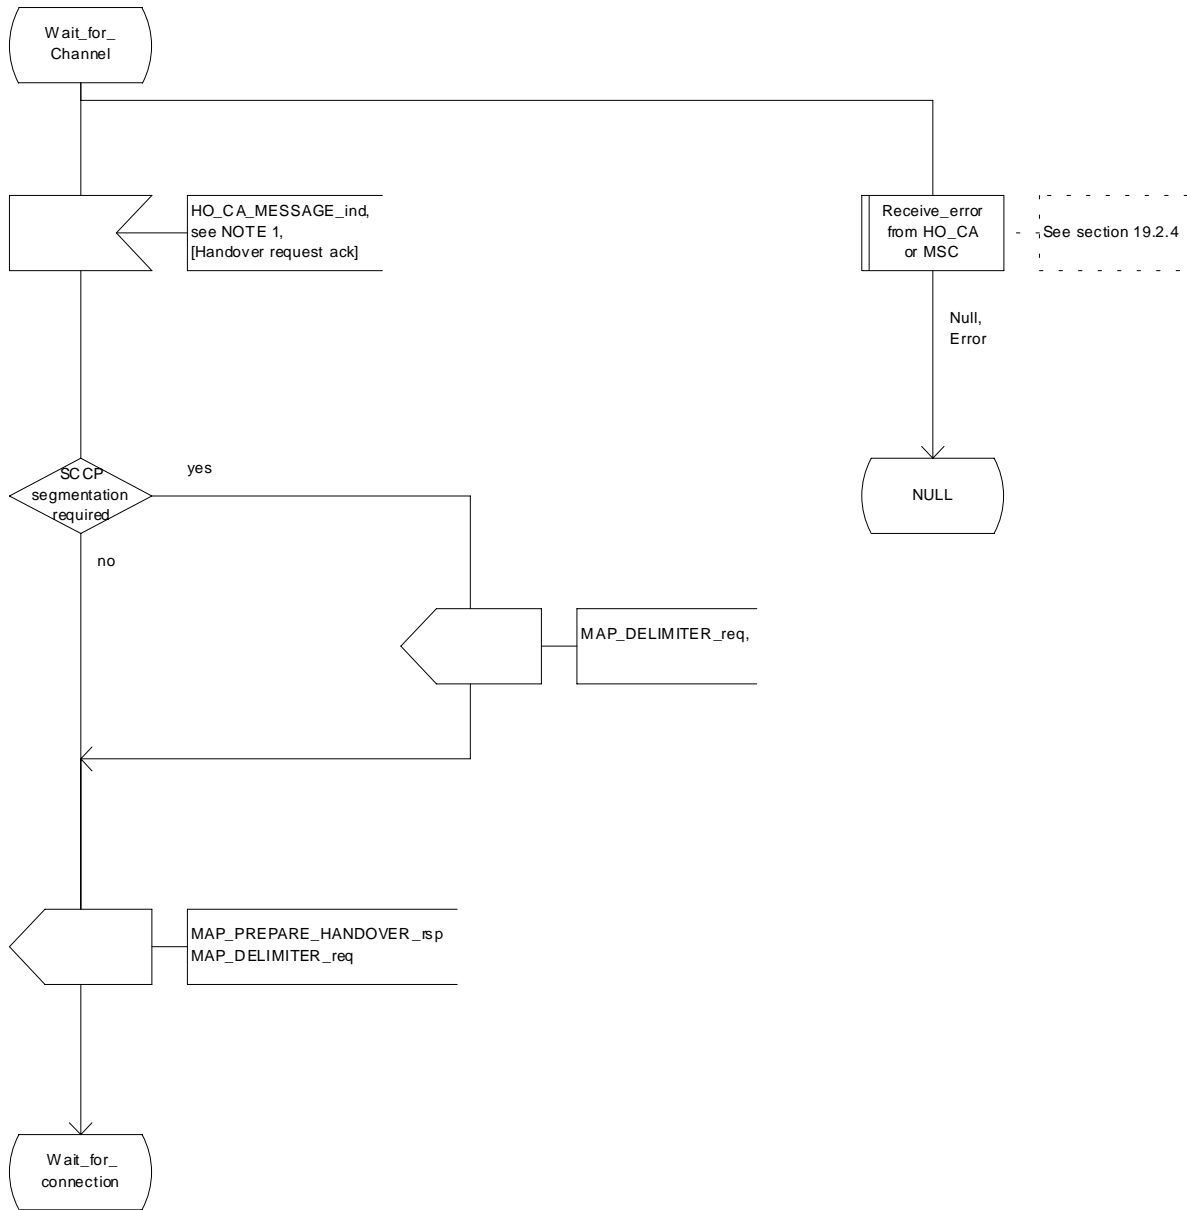 Wait_for_
Channel
HO_CA_MESSAGE_ind,
see NOTE 1,
[Handover request ack]
Receive_error
from HO_CA
or MSC
See section 19.2.4
Null,
Error
NULL
SCCP
segmentation
required
yes
no
MAP_DELIMITER_req,
MAP_PREPARE_HANDOVER_rsp
MAP_DELIMITER_req
Wait_for_
connection